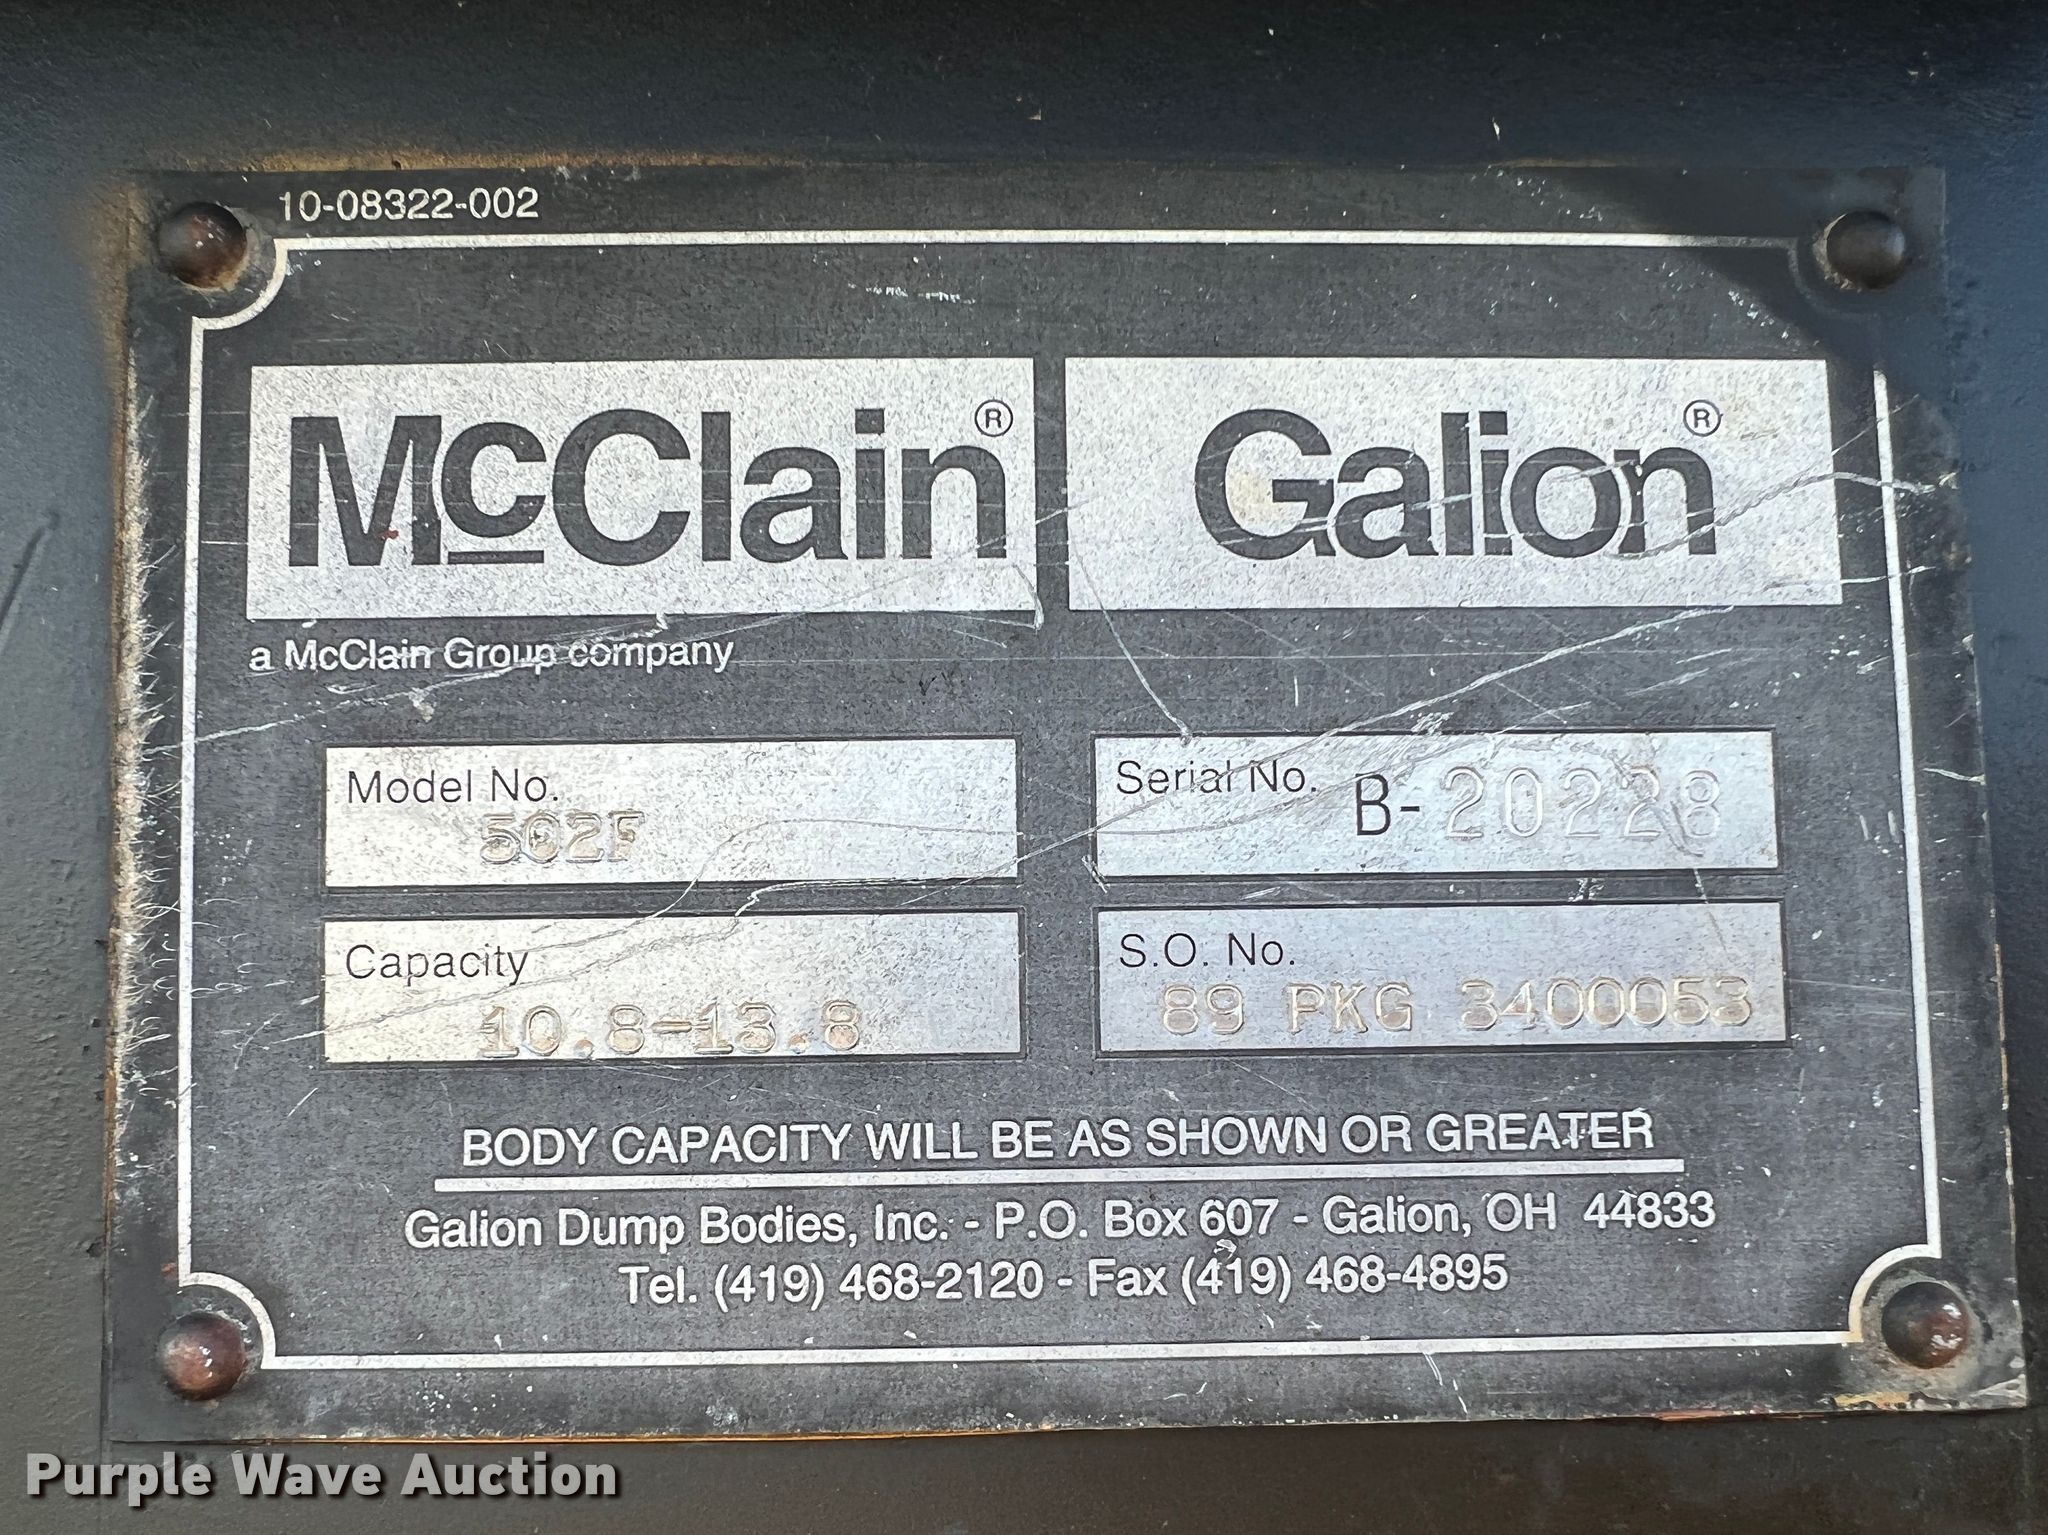 10-08322-002
McClain® Galion®
a McClain Group company
Model No.
502F
Serial No. B-20228
Capacity
10.8-13.8
S.O. No.
89 PKG 3400053
BODY CAPACITY WILL BE AS SHOWN OR GREATER
Galion Dump Bodies, Inc. - P.O. Box 607 - Galion, OH 44833
Tel. (419) 468-2120 - Fax (419) 468-4895
Purple Wave Auction